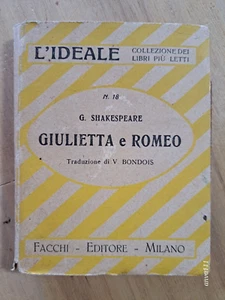 L'IDEALE
COLLEZIONE DEI
LIBRI PIÙ LETTI
N. 18
G. SHAKESPEARE
GIULIETTA e ROMEO
Traduzione di V. BONDOIS
FACCHI - EDITORE - MILANO